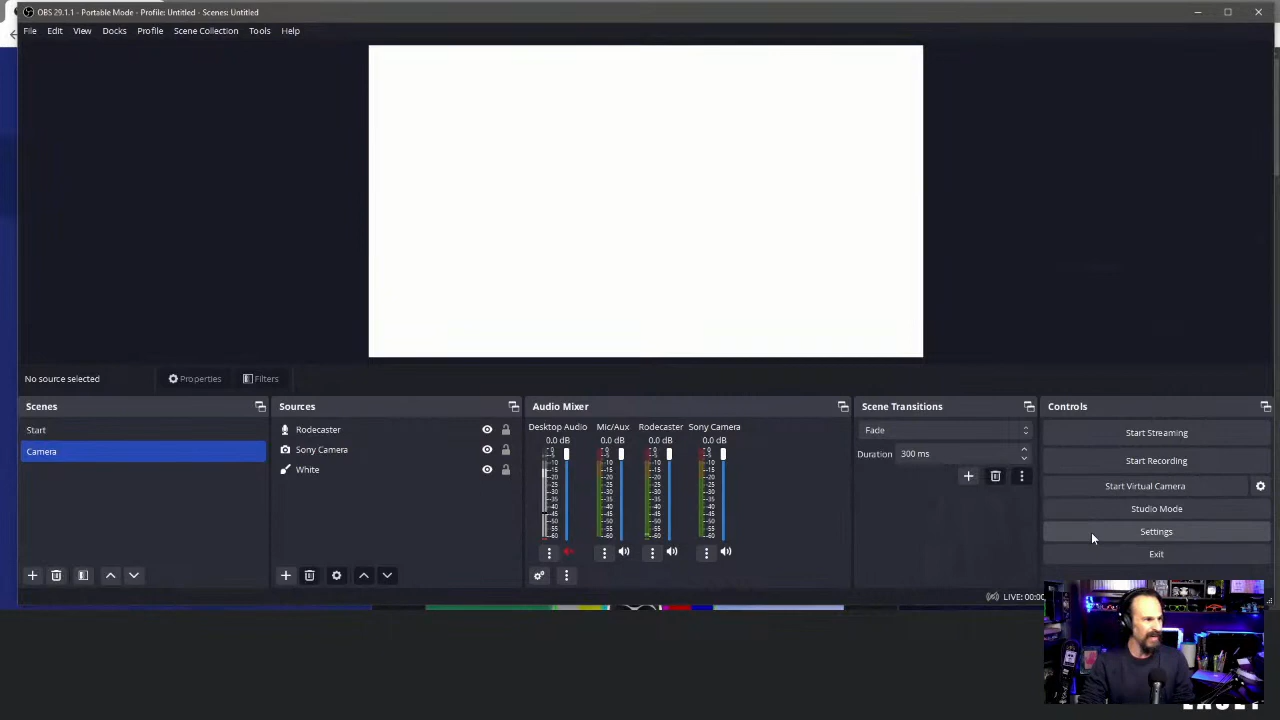 OBS 29.1.1 - Portable Mode - Profile: Untitled - Scenes: Untitled
File Edit View Docks Profile Scene Collection Tools Help
No source selected Properties Filters
Scenes
Start
Camera
Sources
Rodecaster
Sony Camera
White
Audio Mixer
Desktop Audio Mic/Aux Rodecaster Sony Camera
0.0 dB 0.0 dB 0.0 dB 0.0 dB
Scene Transitions
Fade
Duration 300 ms
Controls
Start Streaming
Start Recording
Start Virtual Camera
Studio Mode
Settings
Exit
LIVE: 00:00